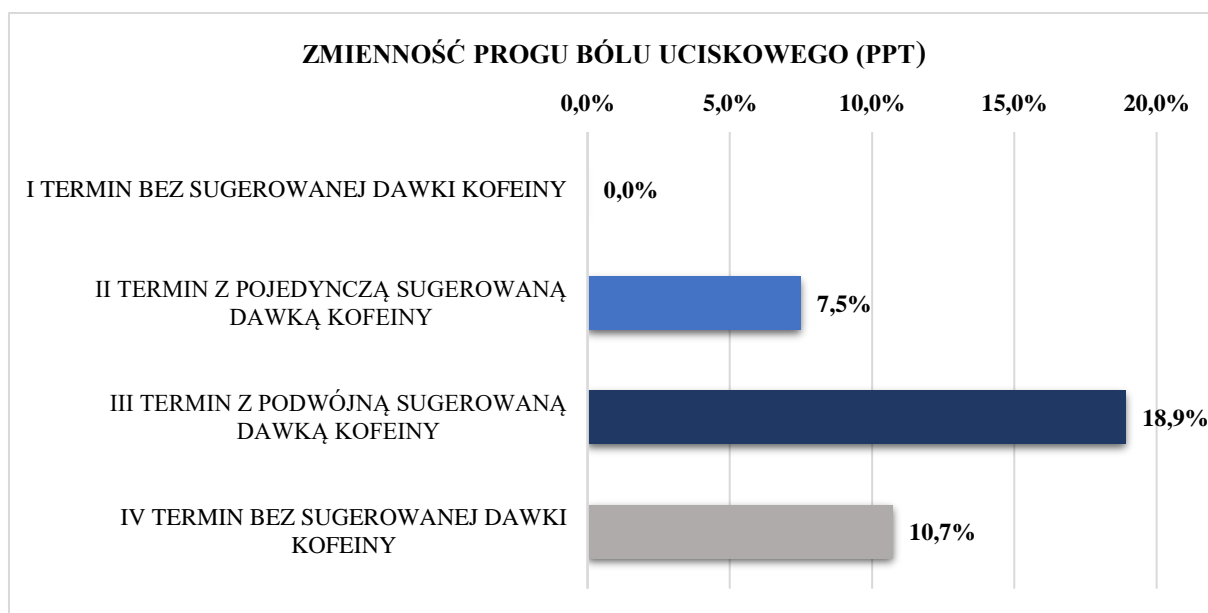 ZMIENNOŚĆ PROGU BÓLU UCISKOWEGO (PPT)
0,0% 5,0% 10,0% 15,0% 20,0%
I TERMIN BEZ SUGEROWANEJ DAWKI KOFEINY
0,0%
II TERMIN Z POJEDYNCZĄ SUGEROWANĄ
DAWKĄ KOFEINY
7,5%
III TERMIN Z PODWÓJNĄ SUGEROWANĄ
DAWKĄ KOFEINY
18,9%
IV TERMIN BEZ SUGEROWANEJ DAWKI
KOFEINY
10,7%